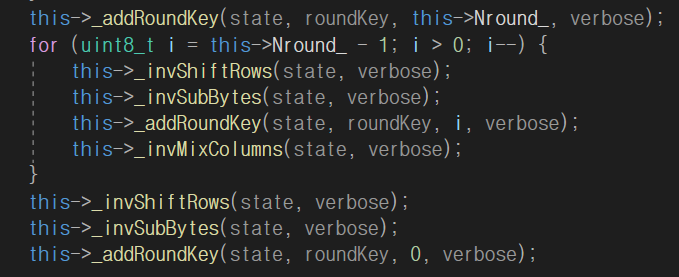 this->_addRoundKey(state, roundKey, this->Nround_, verbose);
for (uint8_t i = this->Nround_ - 1; i > 0; i--) {
    this->_invShiftRows(state, verbose);
    this->_invSubBytes(state, verbose);
    this->_addRoundKey(state, roundKey, i, verbose);
    this->_invMixColumns(state, verbose);
}
this->_invShiftRows(state, verbose);
this->_invSubBytes(state, verbose);
this->_addRoundKey(state, roundKey, 0, verbose);